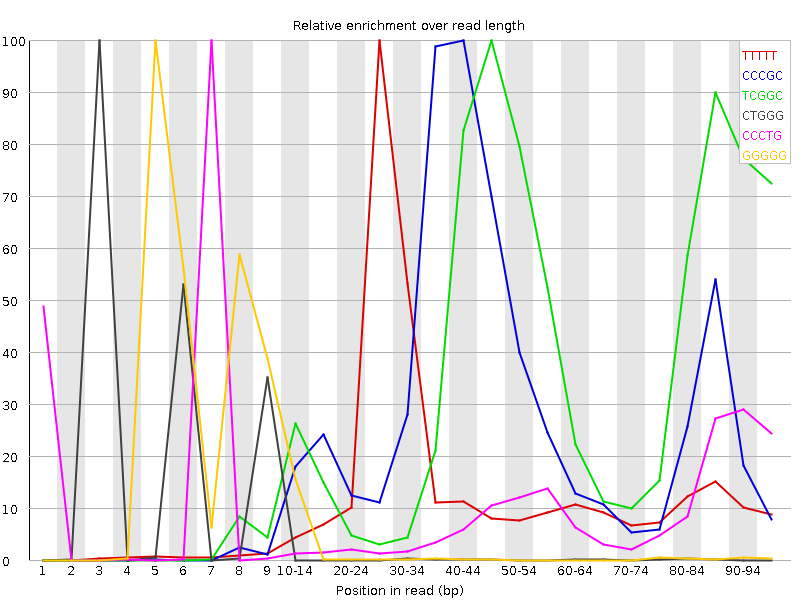 Relative enrichment over read length
100
90
80
70
60
50
40
30
20
10
0
TTTTT
CCCGC
TCGGC
CTGGG
CCCTG
GGGGG
1 2 3 4 5 6 7 8 9 10-14 20-24 30-34 40-44 50-54 60-64 70-74 80-84 90-94
Position in read (bp)